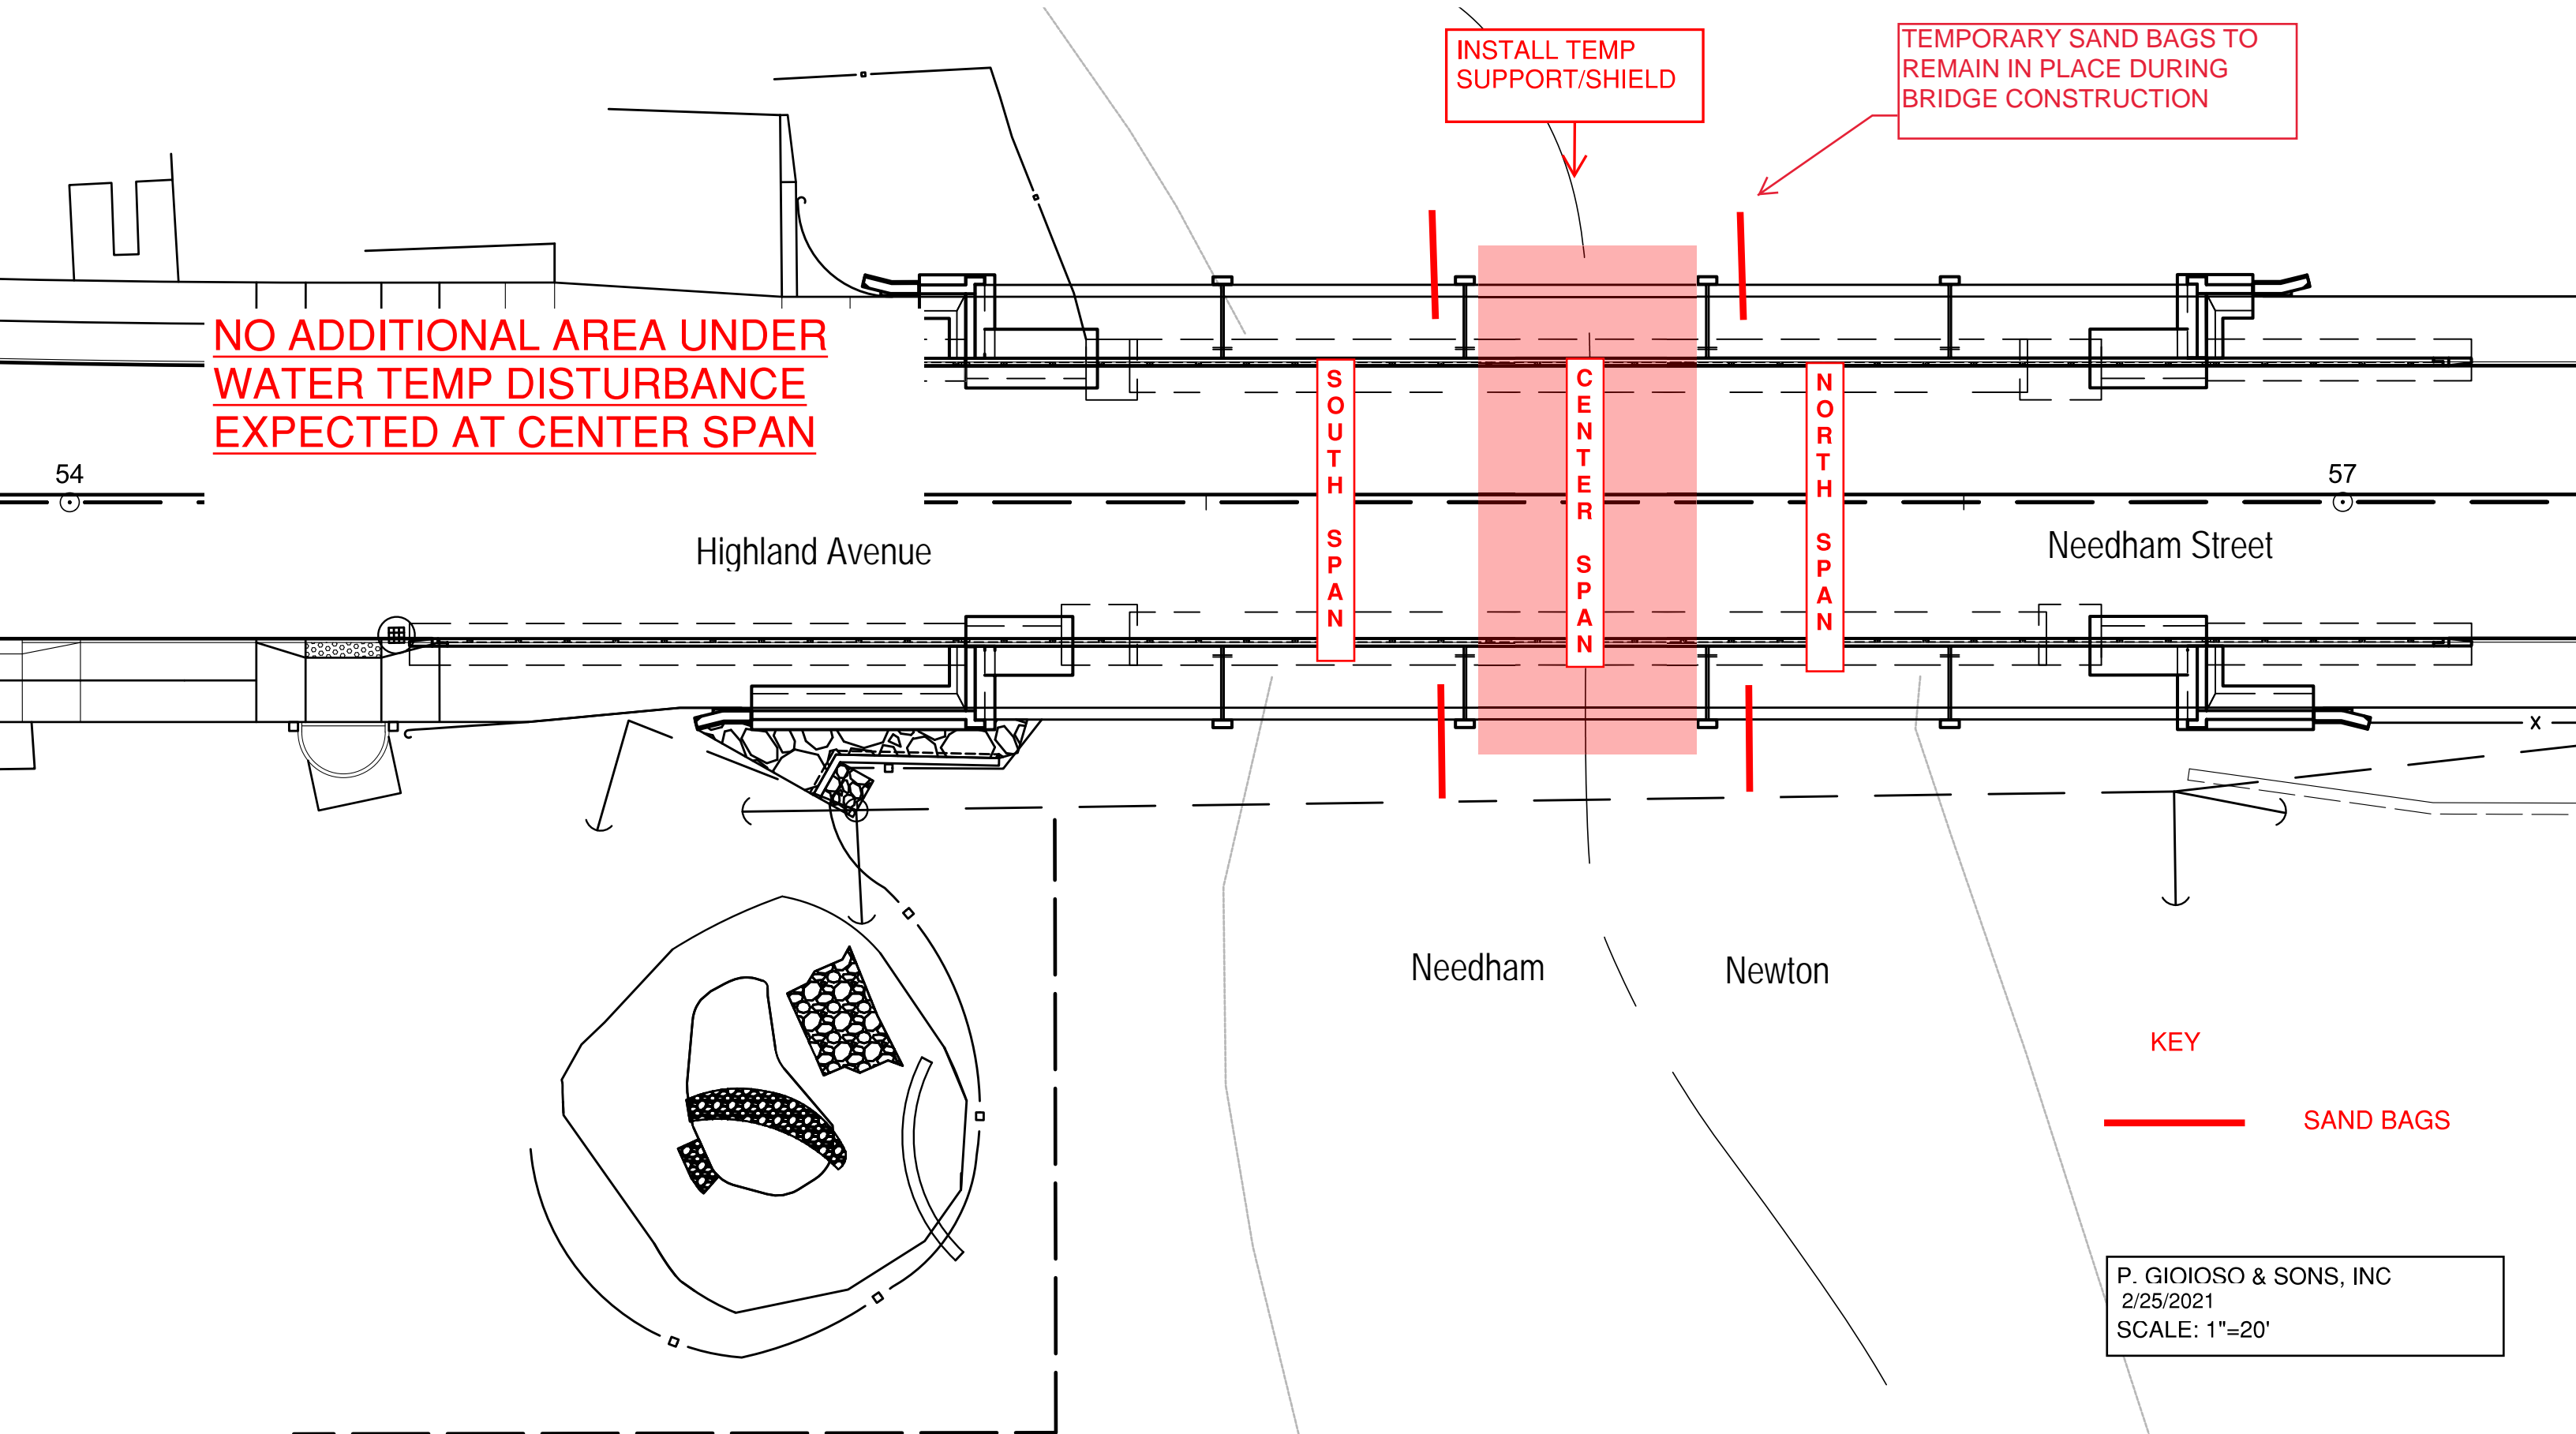 INSTALL TEMP
SUPPORT/SHIELD
TEMPORARY SAND BAGS TO
REMAIN IN PLACE DURING
BRIDGE CONSTRUCTION
NO ADDITIONAL AREA UNDER
WATER TEMP DISTURBANCE
EXPECTED AT CENTER SPAN
SOUTH SPAN
CENTER SPAN
NORTH SPAN
54
57
Highland Avenue
Needham Street
X
Needham
Newton
KEY
SAND BAGS
P. GIOIOSO & SONS, INC
2/25/2021
SCALE: 1"=20'